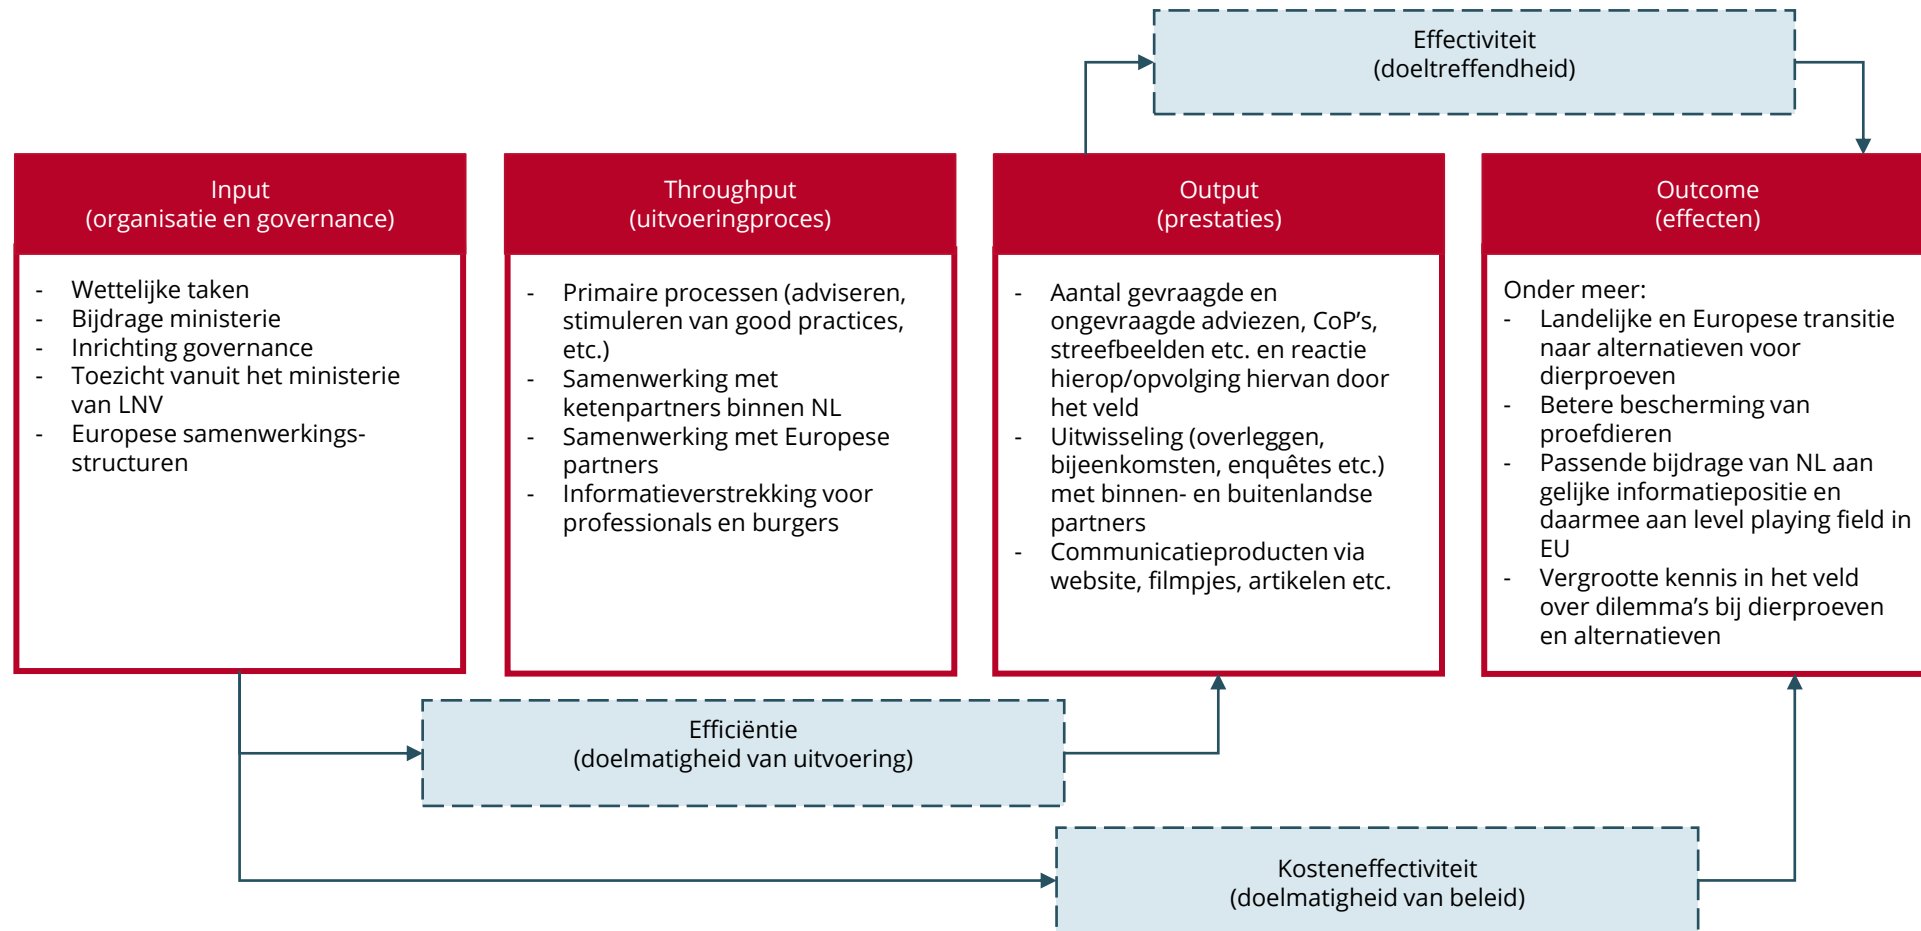 Effectiviteit
(doeltreffendheid)
Input
(organisatie en governance)
- Wettelijke taken
- Bijdrage ministerie
- Inrichting governance
- Toezicht vanuit het ministerie
van LNV
- Europese samenwerkings-
structuren
Throughput
(uitvoeringproces)
- Primaire processen (adviseren,
stimuleren van good practices,
etc.)
- Samenwerking met
ketenpartners binnen NL
- Samenwerking met Europese
partners
- Informatieverstrekking voor
professionals en burgers
Output
(prestaties)
- Aantal gevraagde en
ongevraagde adviezen, CoP’s,
streefbeelden etc. en reactie
hierop/opvolging hiervan door
het veld
- Uitwisseling (overleggen,
bijeenkomsten, enquêtes etc.)
met binnen- en buitenlandse
partners
- Communicatieproducten via
website, filmpjes, artikelen etc.
Outcome
(effecten)
Onder meer:
- Landelijke en Europese transitie
naar alternatieven voor
dierproeven
- Betere bescherming van
proefdieren
- Passende bijdrage van NL aan
gelijke informatiepositie en
daarmee aan level playing field in
EU
- Vergrootte kennis in het veld
over dilemma’s bij dierproeven
en alternatieven
Efficiëntie
(doelmatigheid van uitvoering)
Kosteneffectiviteit
(doelmatigheid van beleid)